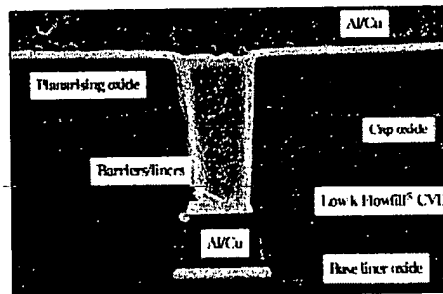 Al/Cu
Planarising oxide
Cap oxide
Barriers/liners
Low k Flowfill® CVD
Al/Cu
Base liner oxide